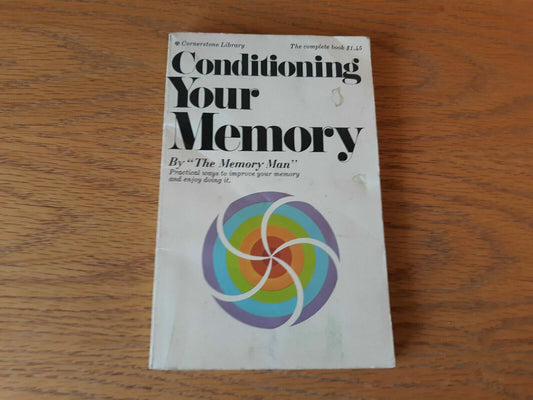 Cornerstone Library The complete book $1.45
Conditioning
Your
Memory
By "The Memory Man"
Practical ways to improve your memory
and enjoy doing it.